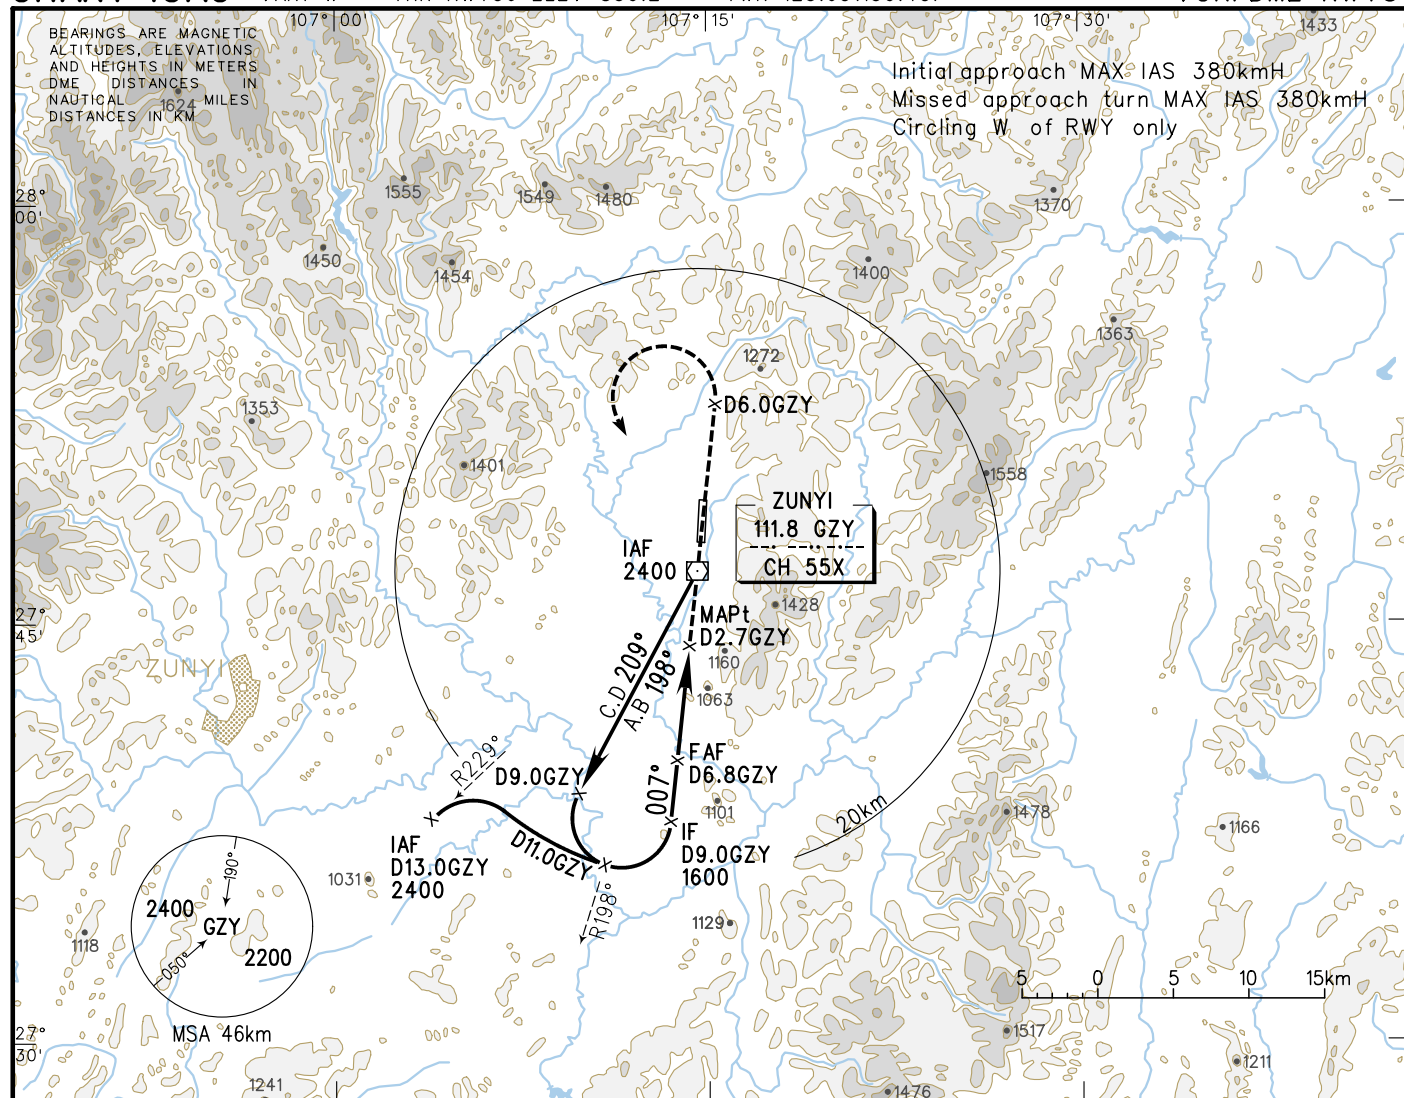 107° 00'
107° 15'
107° 30'
BEARINGS ARE MAGNETIC
ALTITUDES, ELEVATIONS
AND HEIGHTS IN METERS
DME DISTANCES IN
NAUTICAL MILES
DISTANCES IN KM
Initial approach MAX IAS 380kmH
Missed approach turn MAX IAS 380kmH
Circling W of RWY only
1433
1624
1555
1549
1480
1370
28°
00'
1450
1454
1400
1363
1272
1353
D6.0GZY
1401
1558
ZUNYI
111.8 GZY
CH 55X
IAF
2400
1428
MAPt
D2.7GZY
27°
45'
1160
ZUNYI
C.D 209°
A.B 198°
1063
R229°
D9.0GZY
FAF
D6.8GZY
007°
1101
20km
1478
1166
IF
D9.0GZY
1600
IAF
D13.0GZY
2400
D11.0GZY
R198°
1031
190°
2400
GZY
050°
2200
MSA 46km
1118
1129
5 0 5 10 15km
27°
30'
1517
1211
1241
1476